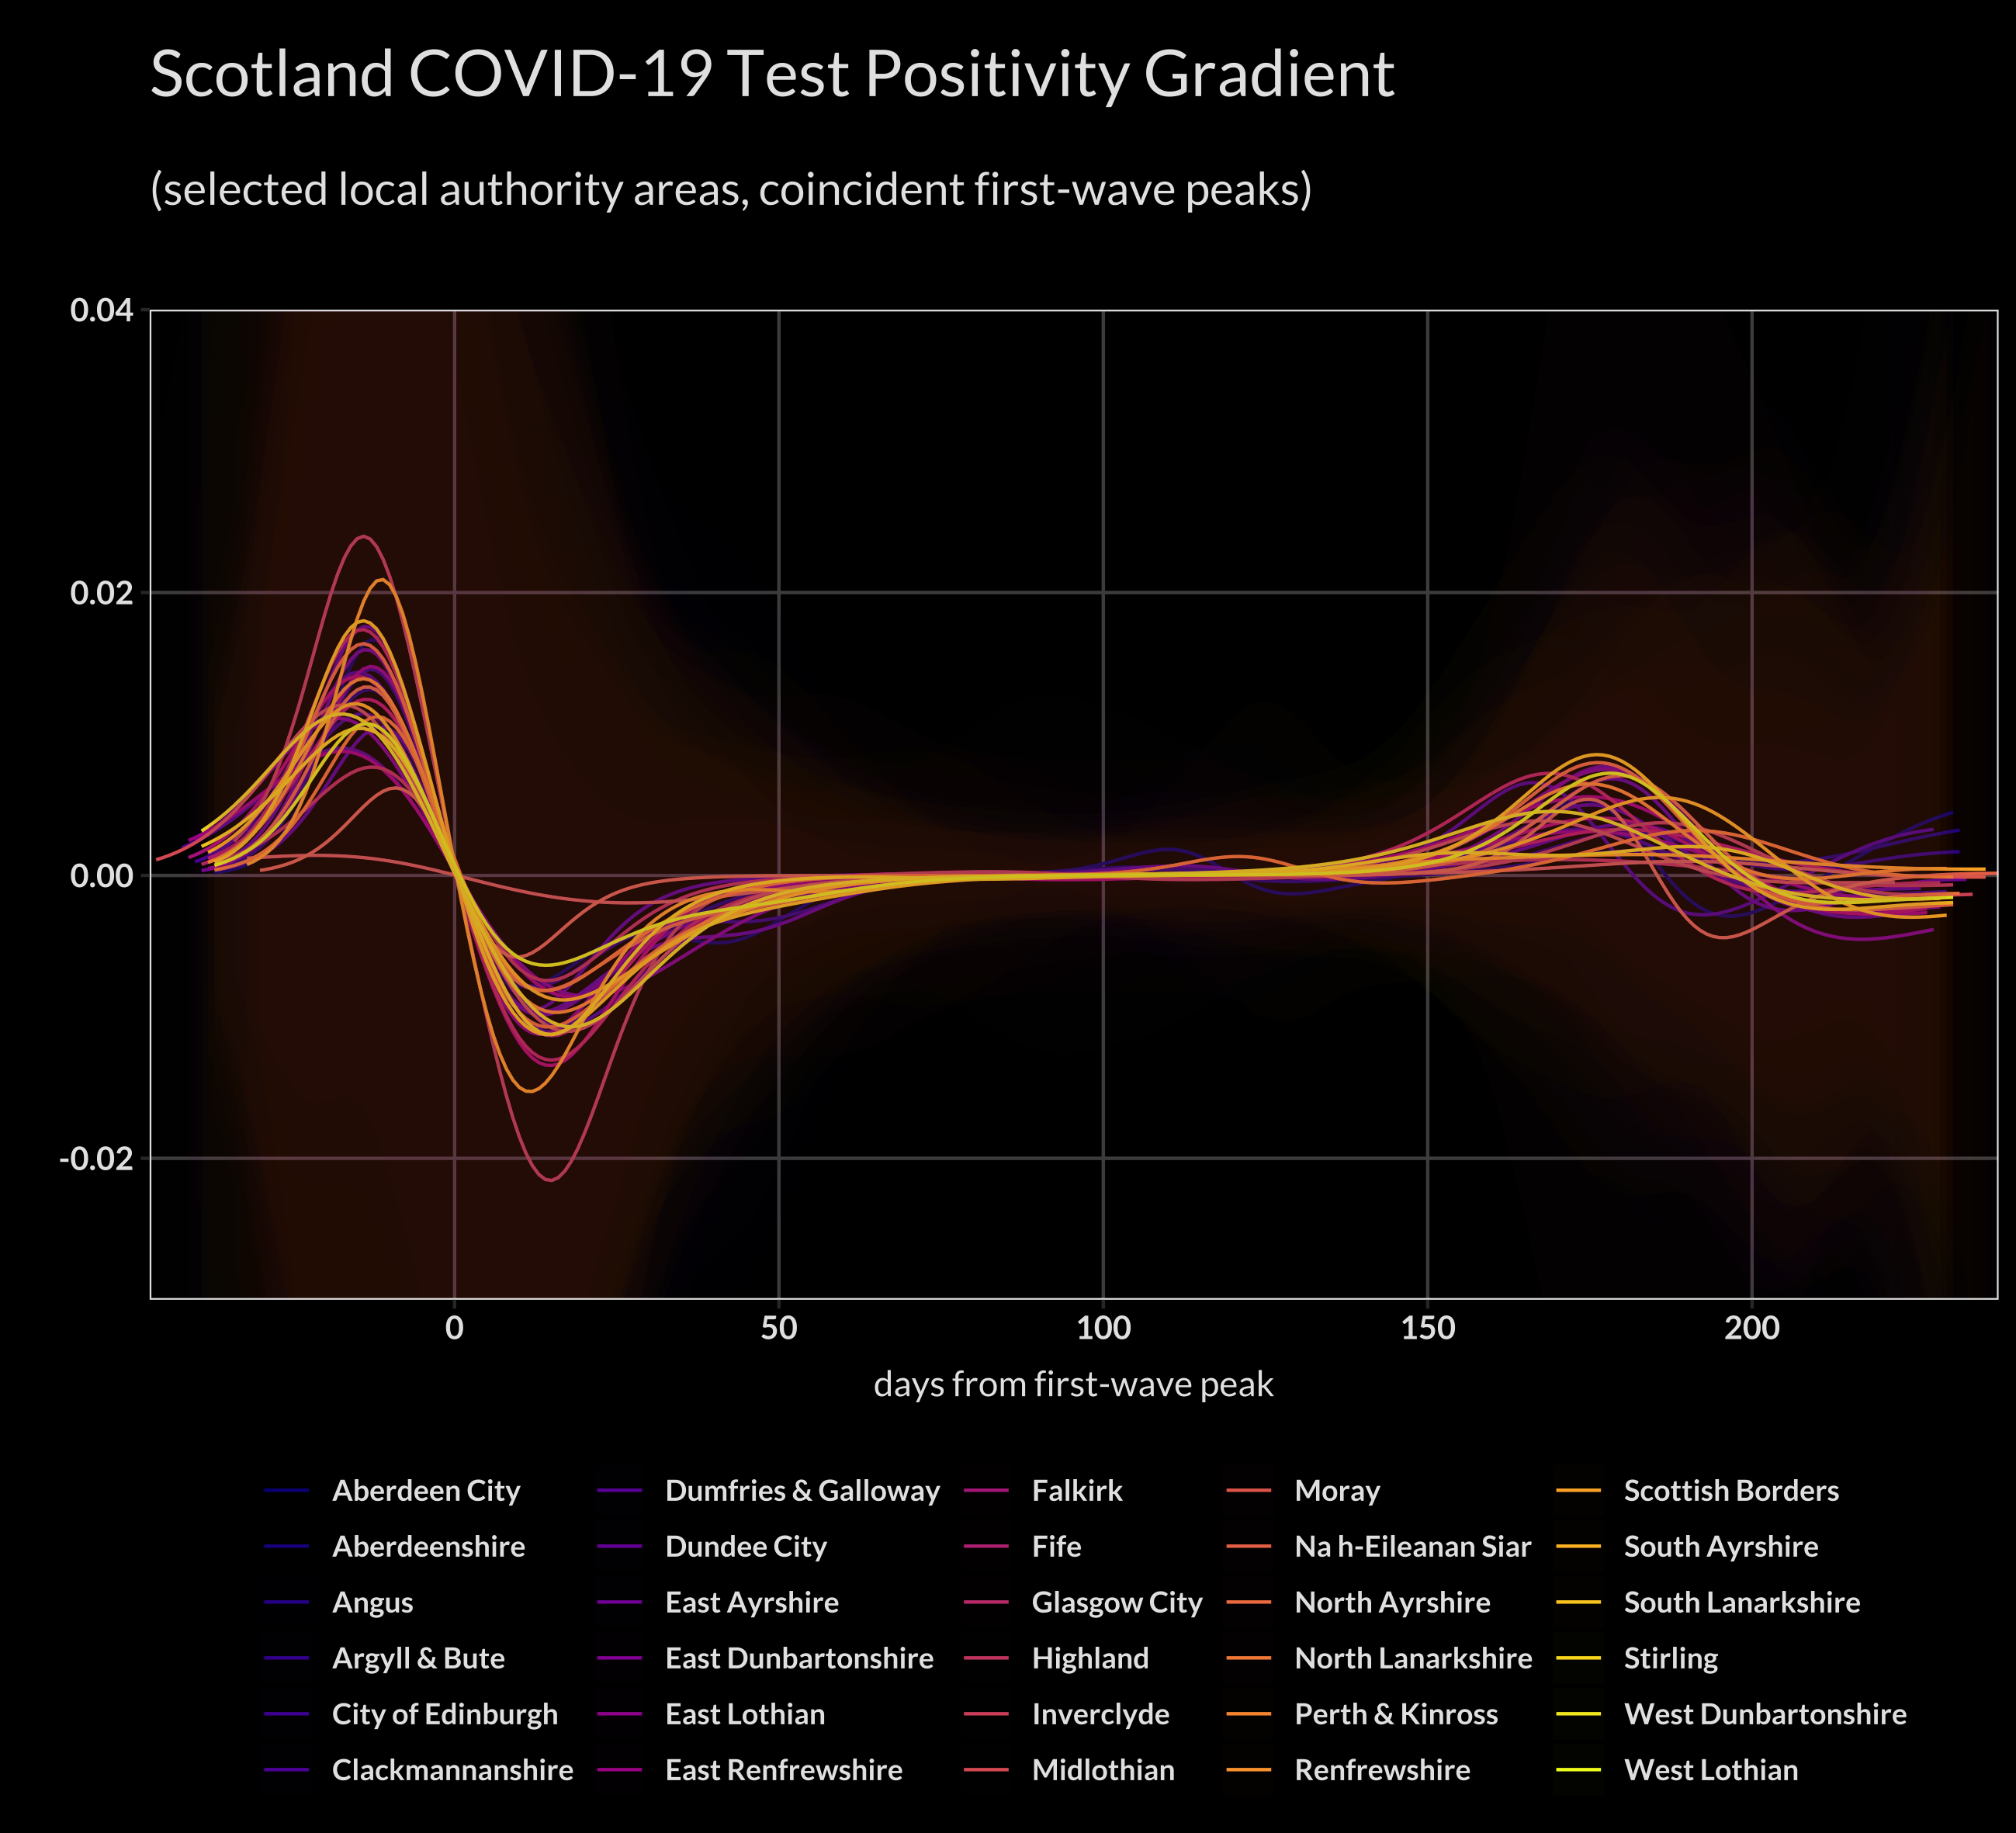 Scotland COVID-19 Test Positivity Gradient
(selected local authority areas, coincident first-wave peaks)
0.04
0.02
0.00
-0.02
0 50 100 150 200
days from first-wave peak
Aberdeen City Dumfries & Galloway Falkirk Moray Scottish Borders
Aberdeenshire Dundee City Fife Na h-Eileanan Siar South Ayrshire
Angus East Ayrshire Glasgow City North Ayrshire South Lanarkshire
Argyll & Bute East Dunbartonshire Highland North Lanarkshire Stirling
City of Edinburgh East Lothian Inverclyde Perth & Kinross West Dunbartonshire
Clackmannanshire East Renfrewshire Midlothian Renfrewshire West Lothian